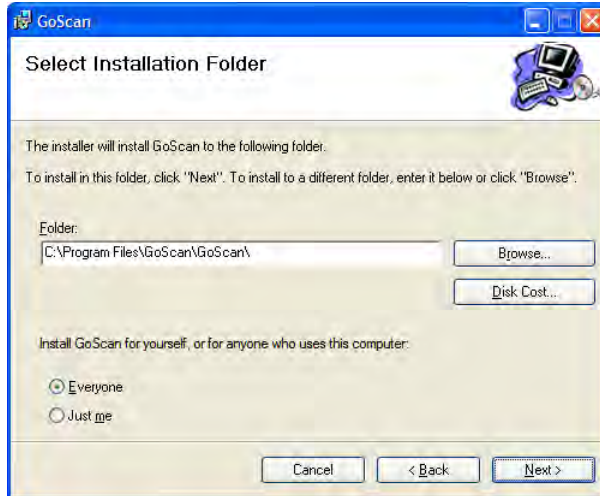 GoScan
Select Installation Folder
The installer will install GoScan to the following folder.
To install in this folder, click "Next". To install to a different folder, enter it below or click "Browse".
Folder:
C:\Program Files\GoScan\GoScan\
Browse...
Disk Cost...
Install GoScan for yourself, or for anyone who uses this computer:
Everyone
Just me
Cancel
< Back
Next >